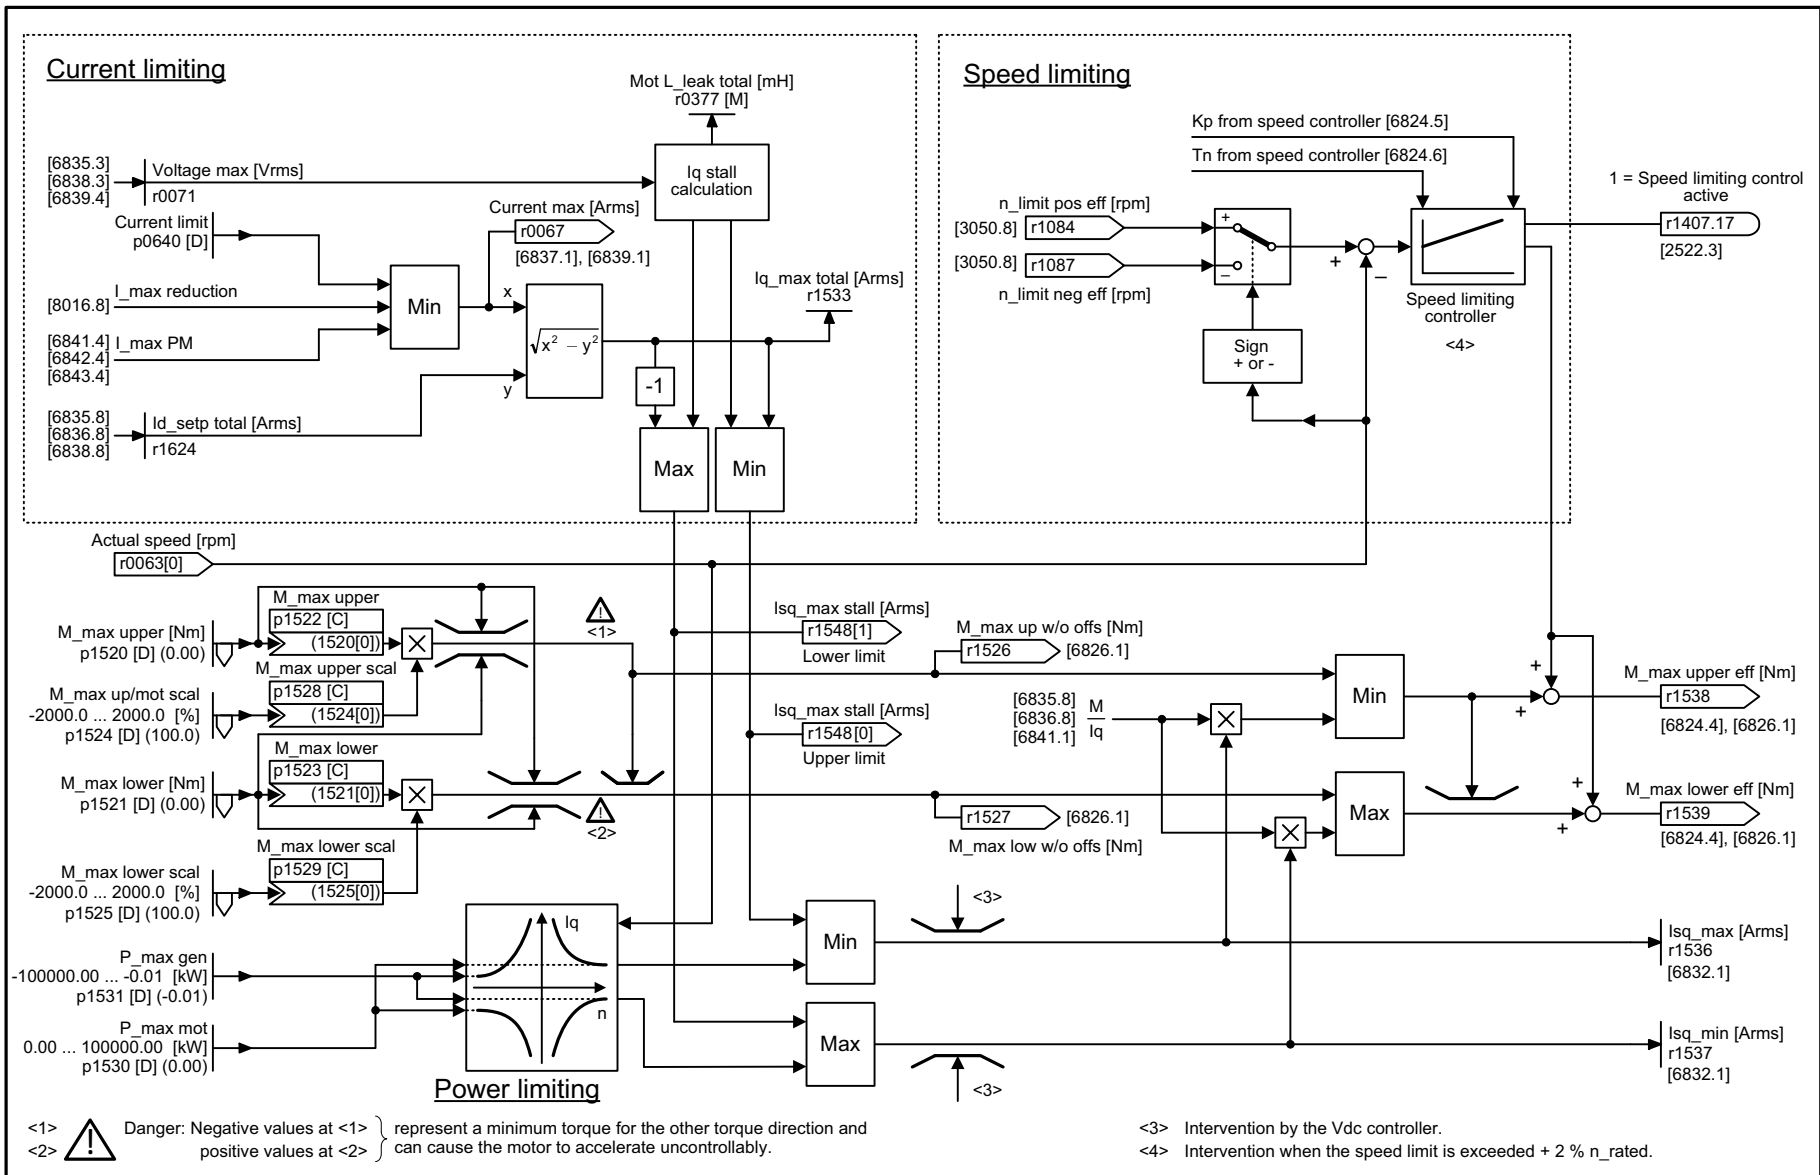 Current limiting
Mot L_leak total [mH]
r0377 [M]
[6835.3]
[6838.3]
[6839.4]
Voltage max [Vrms]
r0071
Iq stall
calculation
Current limit
p0640 [D]
Current max [Arms]
r0067
[6837.1], [6839.1]
[8016.8]
I_max reduction
Min
x
Iq_max total [Arms]
r1533
[6841.4]
[6842.4]
[6843.4]
I_max PM
√x² – y²
y
-1
[6835.8]
[6836.8]
[6838.8]
Id_setp total [Arms]
r1624
Max
Min
Speed limiting
Kp from speed controller [6824.5]
Tn from speed controller [6824.6]
n_limit pos eff [rpm]
[3050.8]
r1084
[3050.8]
r1087
n_limit neg eff [rpm]
+
–
+
–
Sign
+ or -
Speed limiting
controller
<4>
1 = Speed limiting control
active
r1407.17
[2522.3]
Actual speed [rpm]
r0063[0]
M_max upper [Nm]
p1520 [D] (0.00)
M_max upper
p1522 [C]
(1520[0])
<1>
M_max up/mot scal
-2000.0 ... 2000.0 [%]
p1524 [D] (100.0)
M_max upper scal
p1528 [C]
(1524[0])
M_max lower [Nm]
p1521 [D] (0.00)
M_max lower
p1523 [C]
(1521[0])
<2>
M_max lower scal
-2000.0 ... 2000.0 [%]
p1525 [D] (100.0)
M_max lower scal
p1529 [C]
(1525[0])
Isq_max stall [Arms]
r1548[1]
Lower limit
Isq_max stall [Arms]
r1548[0]
Upper limit
M_max up w/o offs [Nm]
r1526
[6826.1]
[6835.8]
[6836.8]
[6841.1]
M
Iq
r1527
[6826.1]
M_max low w/o offs [Nm]
Min
Max
+
+
M_max upper eff [Nm]
r1538
[6824.4], [6826.1]
+
+
M_max lower eff [Nm]
r1539
[6824.4], [6826.1]
P_max gen
-100000.00 ... -0.01 [kW]
p1531 [D] (-0.01)
P_max mot
0.00 ... 100000.00 [kW]
p1530 [D] (0.00)
Iq
n
Power limiting
Min
<3>
Max
<3>
Isq_max [Arms]
r1536
[6832.1]
Isq_min [Arms]
r1537
[6832.1]
<1>
<2>
Danger: Negative values at <1>
positive values at <2>
represent a minimum torque for the other torque direction and
can cause the motor to accelerate uncontrollably.
<3> Intervention by the Vdc controller.
<4> Intervention when the speed limit is exceeded + 2 % n_rated.